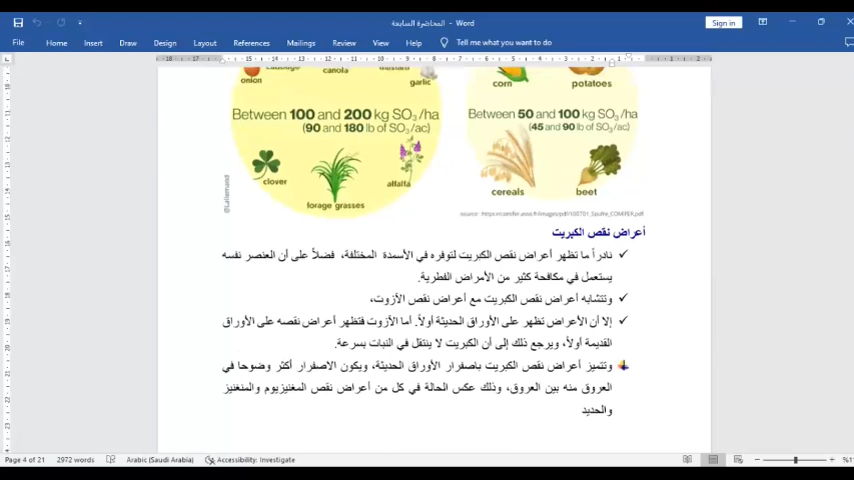 المحاضرة السابعة - Word
Sign in
File Home Insert Draw Design Layout References Mailings Review View Help Tell me what you want to do
onion
canola
garlic
corn
potatoes
Between 100 and 200 kg SO3/ha
(90 and 180 lb of SO3/ac)
Between 50 and 100 kg SO3/ha
(45 and 90 lb of SO3/ac)
clover
forage grasses
alfalfa
cereals
beet
@Lallemand
أعراض نقص الكبريت
نادراً ما تظهر أعراض نقص الكبريت لتوفره في الأسمدة المختلفة، فضلاً على أن العنصر نفسه
يستعمل في مكافحة كثير من الأمراض الفطرية.
وتتشابه أعراض نقص الكبريت مع أعراض نقص الآزوت،
إلا أن الأعراض تظهر على الأوراق الحديثة أولاً. أما الآزوت فتظهر أعراض نقصه على الأوراق
القديمة أولاً، ويرجع ذلك إلى أن الكبريت لا ينتقل في النبات بسرعة.
وتتميز أعراض نقص الكبريت باصفرار الأوراق الحديثة، ويكون الاصفرار أكثر وضوحا في
العروق منه بين العروق، وذلك عكس الحالة في كل من أعراض نقص المغنيزيوم والمنغنيز
والحديد
Page 4 of 21 2972 words Arabic (Saudi Arabia) Accessibility: Investigate